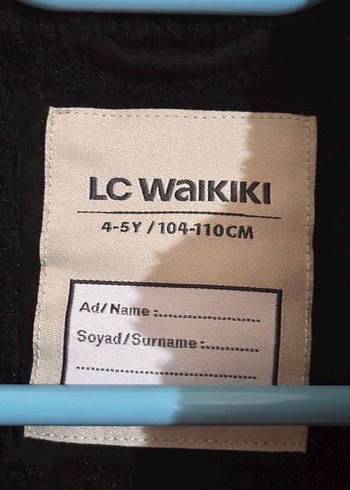 LC WAIKIKI
4-5Y / 104-110CM
Ad/Name :....................
Soyad/Surname:...........
..............................